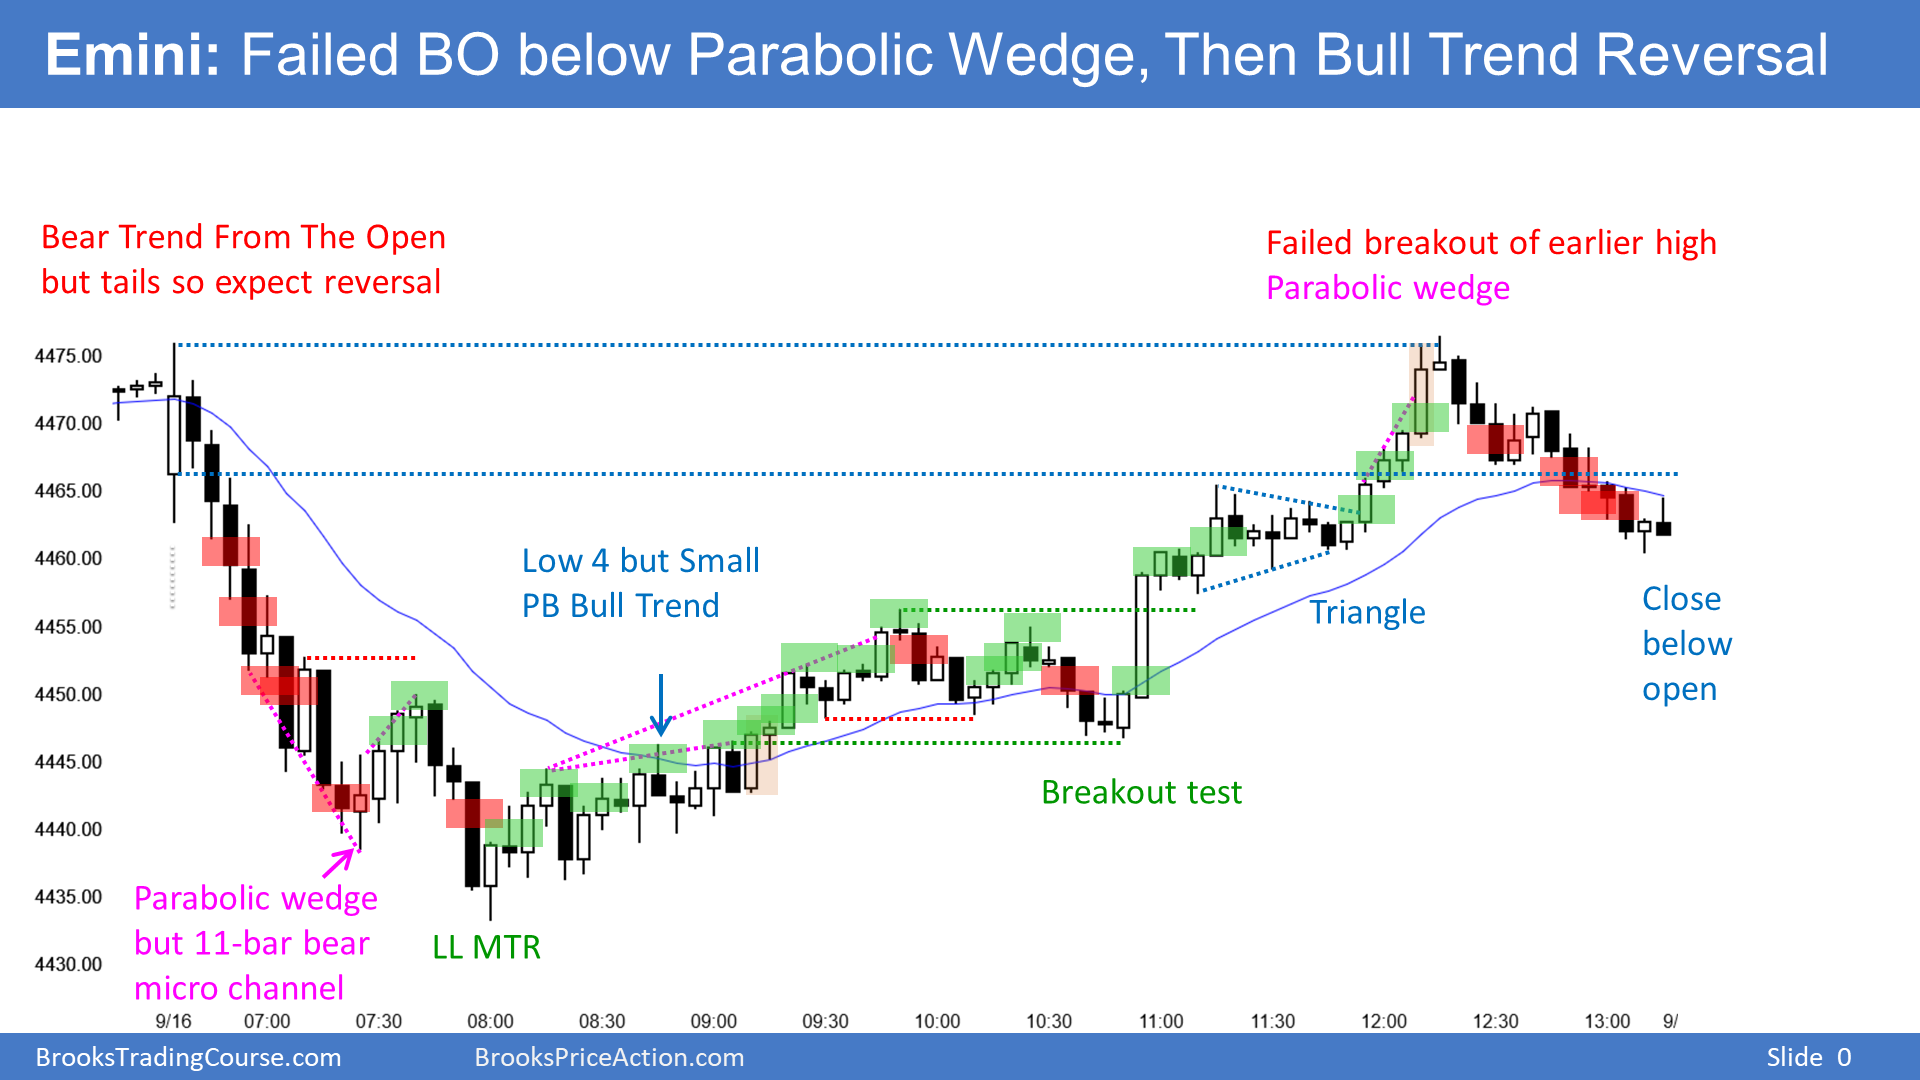 Emini: Failed BO below Parabolic Wedge, Then Bull Trend Reversal
Bear Trend From The Open
but tails so expect reversal
Failed breakout of earlier high
Parabolic wedge
4475.00
4470.00
4465.00
4460.00
4455.00
4450.00
4445.00
4440.00
4435.00
4430.00
Low 4 but Small
PB Bull Trend
Triangle
Close
below
open
Breakout test
Parabolic wedge
but 11-bar bear
micro channel
LL MTR
9/16 07:00 07:30 08:00 08:30 09:00 09:30 10:00 10:30 11:00 11:30 12:00 12:30 13:00 9/
BrooksTradingCourse.com BrooksPriceAction.com Slide 0